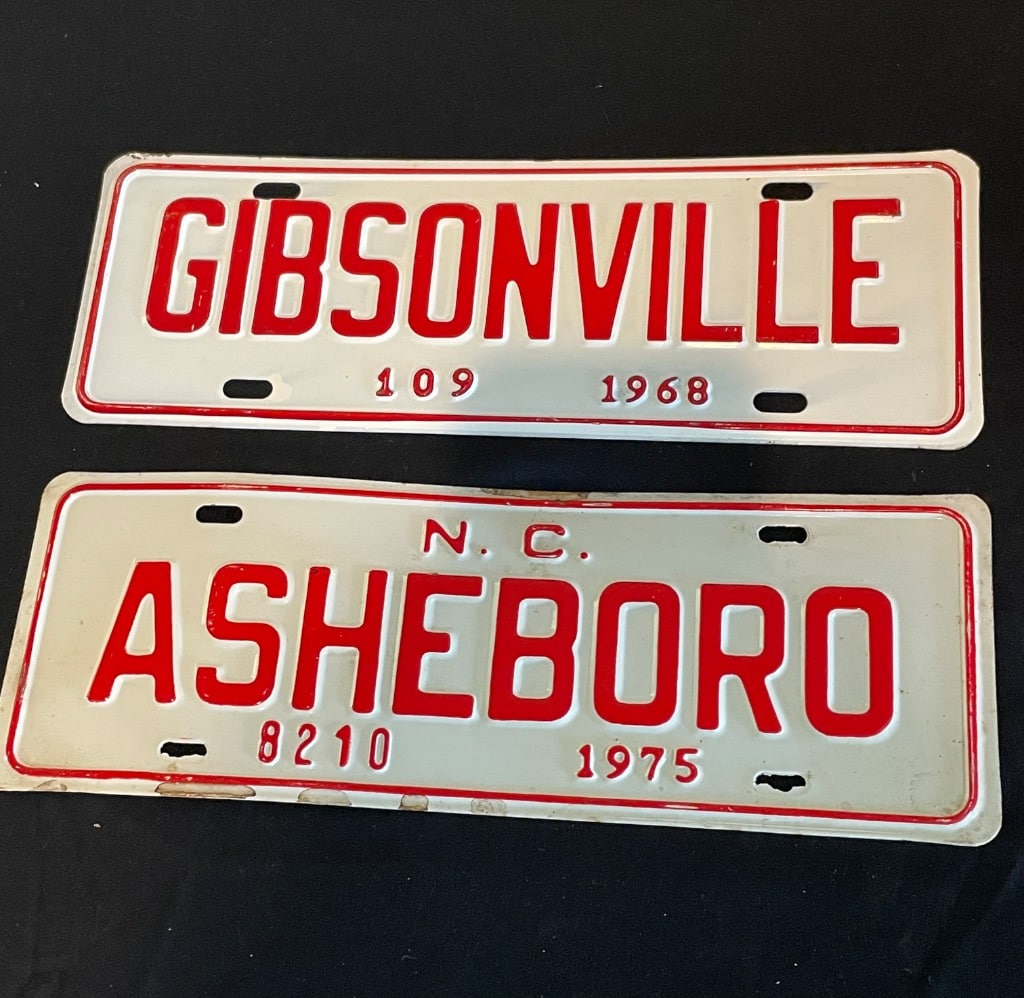 GIBSONVILLE
109 1968
N. C.
ASHEBORO
8210 1975